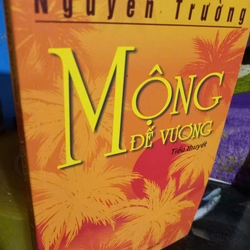 Nguyễn Trường
MỘNG
ĐẾ VƯƠNG
Tiểu thuyết